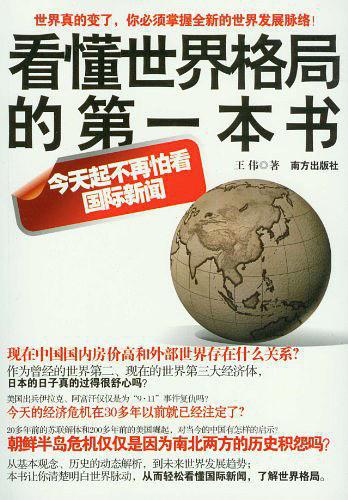 世界真的变了，你必须掌握全新的世界发展脉络！
看懂世界格局
的第一本书
王伟◎著 南方出版社
今天起不再怕看
国际新闻
现在中国国内房价高和外部世界存在什么关系？
作为曾经的世界第二、现在的世界第三大经济体，
日本的日子真的过得很舒心吗？
美国出兵伊拉克、阿富汗仅仅是为“9·11”事件复仇吗？
今天的经济危机在30多年以前就已经注定了？
20多年前的苏联解体和200多年前的美国崛起，对当今的中国有怎样的启示？
朝鲜半岛危机仅仅是因为南北两方的历史积怨吗？
从基本观念、历史的动态解析，到未来世界发展趋势；
本书让你清楚明白世界脉动，从而轻松看懂国际新闻，了解世界格局。